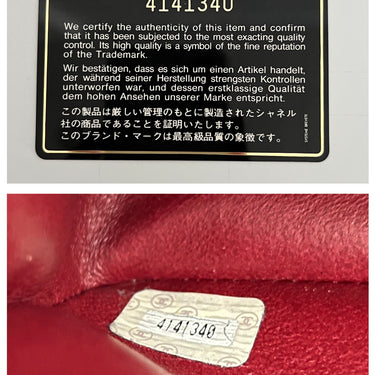 4141340
We certify the authenticity of this item and confirm
that it has been subjected to the most exacting quality
control. Its high quality is a symbol of the fine reputation
of the Trademark.
Wir bestätigen, dass es sich um einen Artikel handelt,
der während seiner Herstellung strengsten Kontrollen
unterworfen war, und dessen erstklassige Qualität
dem hohen Ansehen unserer Marke entspricht.
この製品は厳しい管理のもとに製造されたシャネル
社の商品であることを証明いたします。
このブランド・マークは最高級品質の象徴です。
4141340